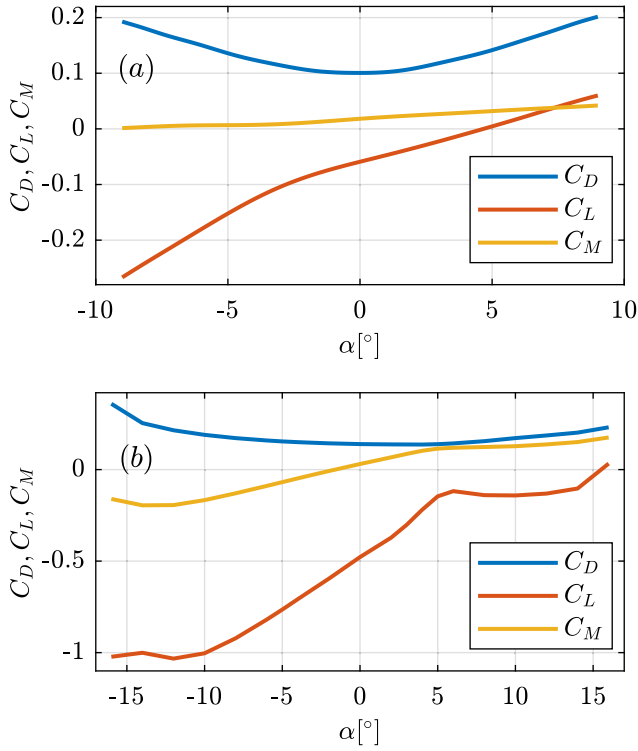 0.2
0.1
0
-0.1
-0.2
C_D, C_L, C_M
(a)
C_D
C_L
C_M
-10 -5 0 5 10
α[°]
0
-0.5
-1
C_D, C_L, C_M
(b)
C_D
C_L
C_M
-15 -10 -5 0 5 10 15
α[°]